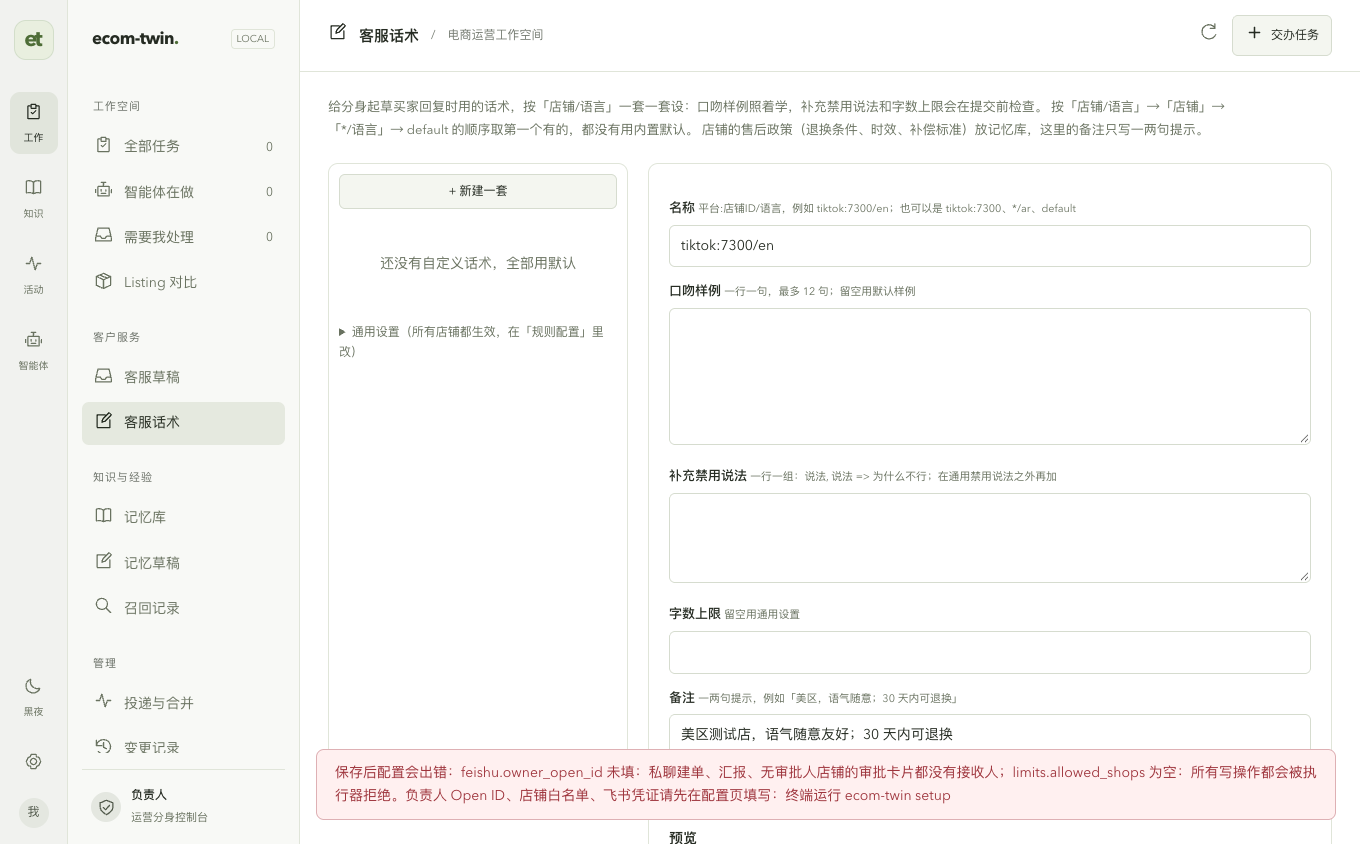 et
工作
知识
活动
智能体
黑夜
我
ecom-twin.
LOCAL
工作空间
全部任务 0
智能体在做 0
需要我处理 0
Listing 对比
客户服务
客服草稿
客服话术
知识与经验
记忆库
记忆草稿
召回记录
管理
投递与合并
变更记录
负责人
运营分身控制台
客服话术 / 电商运营工作空间
+ 交办任务
给分身起草买家回复时用的话术，按「店铺/语言」一套一套设：口吻样例照着学，补充禁用说法和字数上限会在提交前检查。 按「店铺/语言」→「店铺」→
「*/语言」→ default 的顺序取第一个有的，都没有用内置默认。 店铺的售后政策（退换条件、时效、补偿标准）放记忆库，这里的备注只写一两句提示。
+ 新建一套
还没有自定义话术，全部用默认
▶ 通用设置（所有店铺都生效，在「规则配置」里
改）
名称 平台:店铺ID/语言，例如 tiktok:7300/en；也可以是 tiktok:7300、*/ar、default
tiktok:7300/en
口吻样例 一行一句，最多 12 句；留空用默认样例
补充禁用说法 一行一组：说法, 说法 => 为什么不行；在通用禁用说法之外再加
字数上限 留空用通用设置
备注 一两句提示，例如「美区，语气随意；30 天内可退换」
美区测试店，语气随意友好；30 天内可退换
保存后配置会出错：feishu.owner_open_id 未填：私聊建单、汇报、无审批人店铺的审批卡片都没有接收人；limits.allowed_shops 为空：所有写操作都会被执
行器拒绝。负责人 Open ID、店铺白名单、飞书凭证请先在配置页填写：终端运行 ecom-twin setup
预览